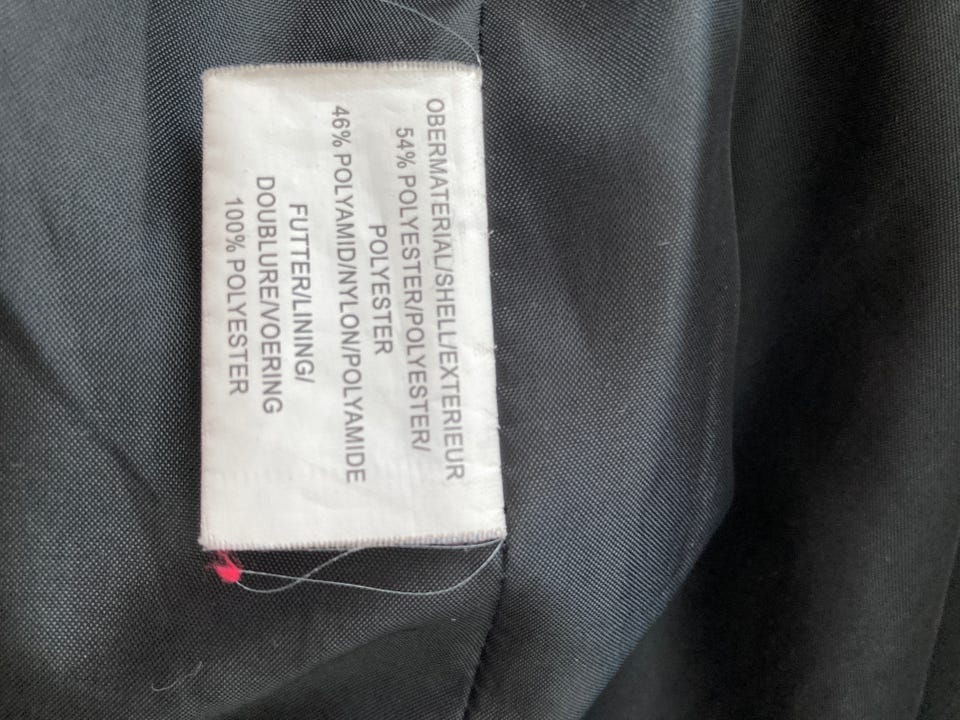 OBERMATERIAL/SHELL/EXTERIEUR
54% POLYESTER/POLYESTER/
POLYESTER
46% POLYAMID/NYLON/POLYAMIDE
FUTTER/LINING/
DOUBLURE/VOERING
100% POLYESTER